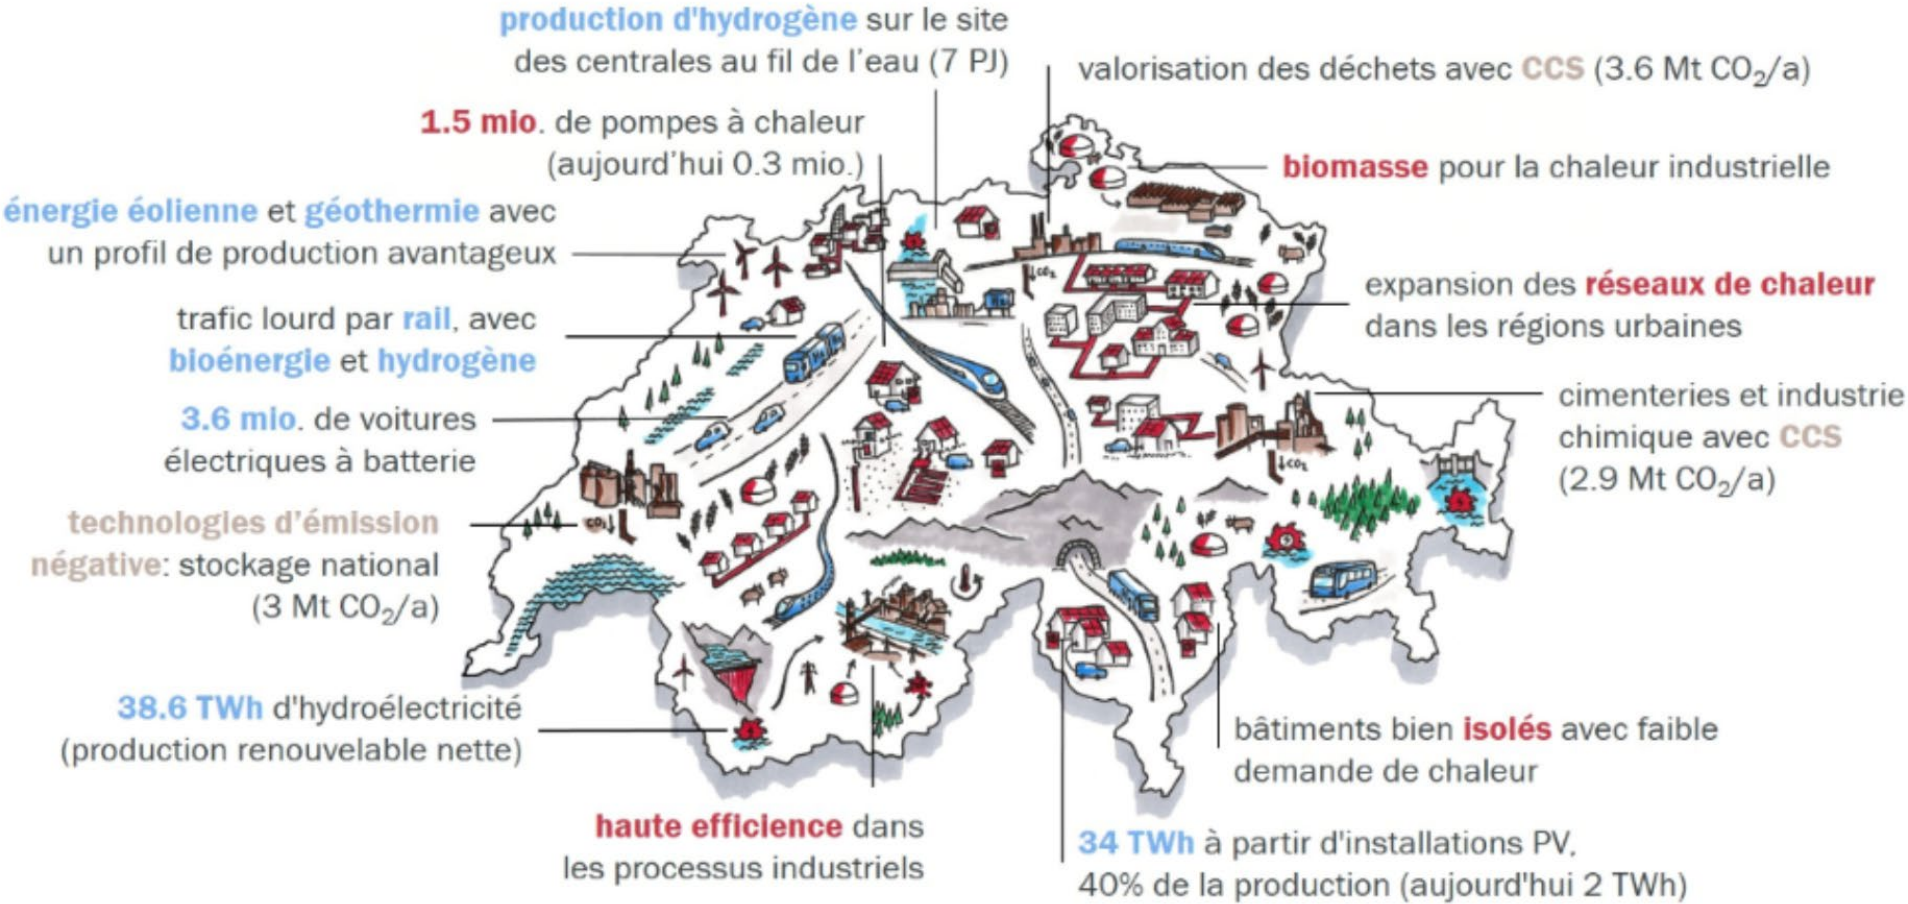 production d'hydrogène sur le site
des centrales au fil de l'eau (7 PJ)
valorisation des déchets avec CCS (3.6 Mt CO₂/a)
1.5 mio. de pompes à chaleur
(aujourd'hui 0.3 mio.)
biomasse pour la chaleur industrielle
énergie éolienne et géothermie avec
un profil de production avantageux
expansion des réseaux de chaleur
dans les régions urbaines
trafic lourd par rail, avec
bioénergie et hydrogène
cimenteries et industrie
chimique avec CCS
(2.9 Mt CO₂/a)
3.6 mio. de voitures
électriques à batterie
technologies d'émission
négative: stockage national
(3 Mt CO₂/a)
38.6 TWh d'hydroélectricité
(production renouvelable nette)
bâtiments bien isolés avec faible
demande de chaleur
haute efficience dans
les processus industriels
34 TWh à partir d'installations PV,
40% de la production (aujourd'hui 2 TWh)
CO₂
CO₂
CO₂